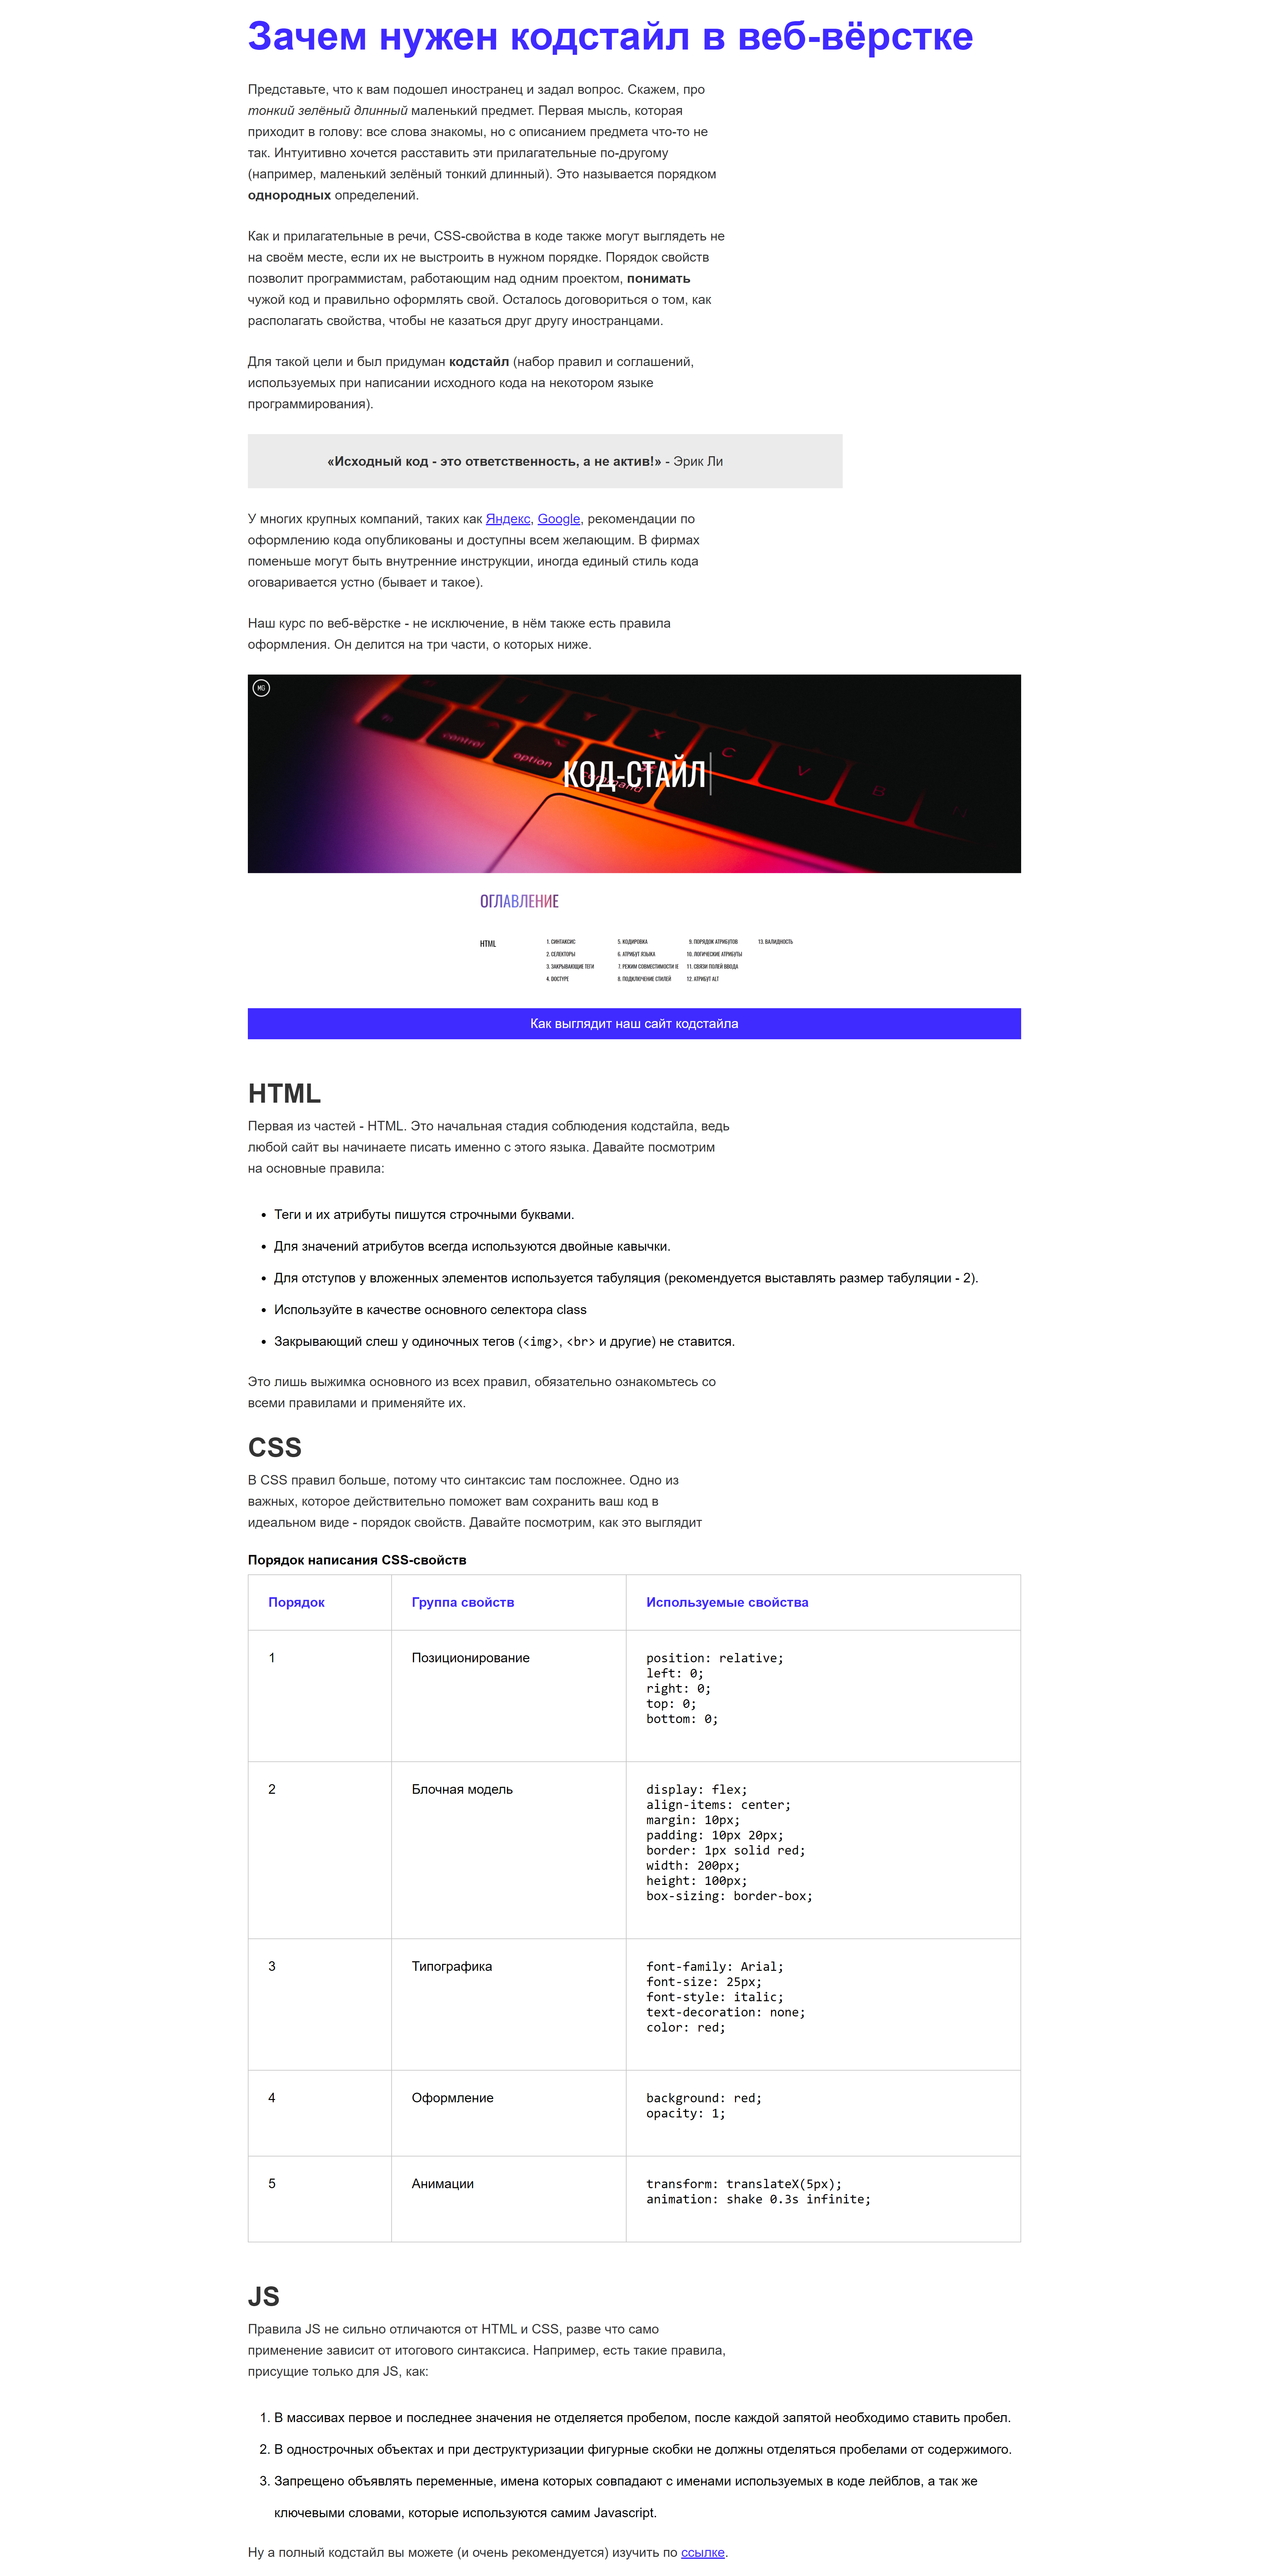 Зачем нужен кодстайл в веб-вёрстке
Представьте, что к вам подошел иностранец и задал вопрос. Скажем, про
тонкий зелёный длинный маленький предмет. Первая мысль, которая
приходит в голову: все слова знакомы, но с описанием предмета что-то не
так. Интуитивно хочется расставить эти прилагательные по-другому
(например, маленький зелёный тонкий длинный). Это называется порядком
однородных определений.
Как и прилагательные в речи, CSS-свойства в коде также могут выглядеть не
на своём месте, если их не выстроить в нужном порядке. Порядок свойств
позволит программистам, работающим над одним проектом, понимать
чужой код и правильно оформлять свой. Осталось договориться о том, как
располагать свойства, чтобы не казаться друг другу иностранцами.
Для такой цели и был придуман кодстайл (набор правил и соглашений,
используемых при написании исходного кода на некотором языке
программирования).
«Исходный код - это ответственность, а не актив!» - Эрик Ли
У многих крупных компаний, таких как Яндекс, Google, рекомендации по
оформлению кода опубликованы и доступны всем желающим. В фирмах
поменьше могут быть внутренние инструкции, иногда единый стиль кода
оговаривается устно (бывает и такое).
Наш курс по веб-вёрстке - не исключение, в нём также есть правила
оформления. Он делится на три части, о которых ниже.
MG
control option command X C V B N
КОД-СТАЙЛ
ОГЛАВЛЕНИЕ
HTML
1. СИНТАКСИС 5. КОДИРОВКА 9. ПОРЯДОК АТРИБУТОВ 13. ВАЛИДНОСТЬ
2. СЕЛЕКТОРЫ 6. АТРИБУТ ЯЗЫКА 10. ЛОГИЧЕСКИЕ АТРИБУТЫ
3. ЗАКРЫВАЮЩИЕ ТЕГИ 7. РЕЖИМ СОВМЕСТИМОСТИ IE 11. СВЯЗИ ПОЛЕЙ ВВОДА
4. DOCTYPE 8. ПОДКЛЮЧЕНИЕ СТИЛЕЙ 12. АТРИБУТ ALT
Как выглядит наш сайт кодстайла
HTML
Первая из частей - HTML. Это начальная стадия соблюдения кодстайла, ведь
любой сайт вы начинаете писать именно с этого языка. Давайте посмотрим
на основные правила:
• Теги и их атрибуты пишутся строчными буквами.
• Для значений атрибутов всегда используются двойные кавычки.
• Для отступов у вложенных элементов используется табуляция (рекомендуется выставлять размер табуляции - 2).
• Используйте в качестве основного селектора class
• Закрывающий слеш у одиночных тегов (<img>, <br> и другие) не ставится.
Это лишь выжимка основного из всех правил, обязательно ознакомьтесь со
всеми правилами и применяйте их.
CSS
В CSS правил больше, потому что синтаксис там посложнее. Одно из
важных, которое действительно поможет вам сохранить ваш код в
идеальном виде - порядок свойств. Давайте посмотрим, как это выглядит
Порядок написания CSS-свойств
Порядок Группа свойств Используемые свойства
1 Позиционирование position: relative;
left: 0;
right: 0;
top: 0;
bottom: 0;
2 Блочная модель display: flex;
align-items: center;
margin: 10px;
padding: 10px 20px;
border: 1px solid red;
width: 200px;
height: 100px;
box-sizing: border-box;
3 Типографика font-family: Arial;
font-size: 25px;
font-style: italic;
text-decoration: none;
color: red;
4 Оформление background: red;
opacity: 1;
5 Анимации transform: translateX(5px);
animation: shake 0.3s infinite;
JS
Правила JS не сильно отличаются от HTML и CSS, разве что само
применение зависит от итогового синтаксиса. Например, есть такие правила,
присущие только для JS, как:
1. В массивах первое и последнее значения не отделяется пробелом, после каждой запятой необходимо ставить пробел.
2. В однострочных объектах и при деструктуризации фигурные скобки не должны отделяться пробелами от содержимого.
3. Запрещено объявлять переменные, имена которых совпадают с именами используемых в коде лейблов, а так же
ключевыми словами, которые используются самим Javascript.
Ну а полный кодстайл вы можете (и очень рекомендуется) изучить по ссылке.